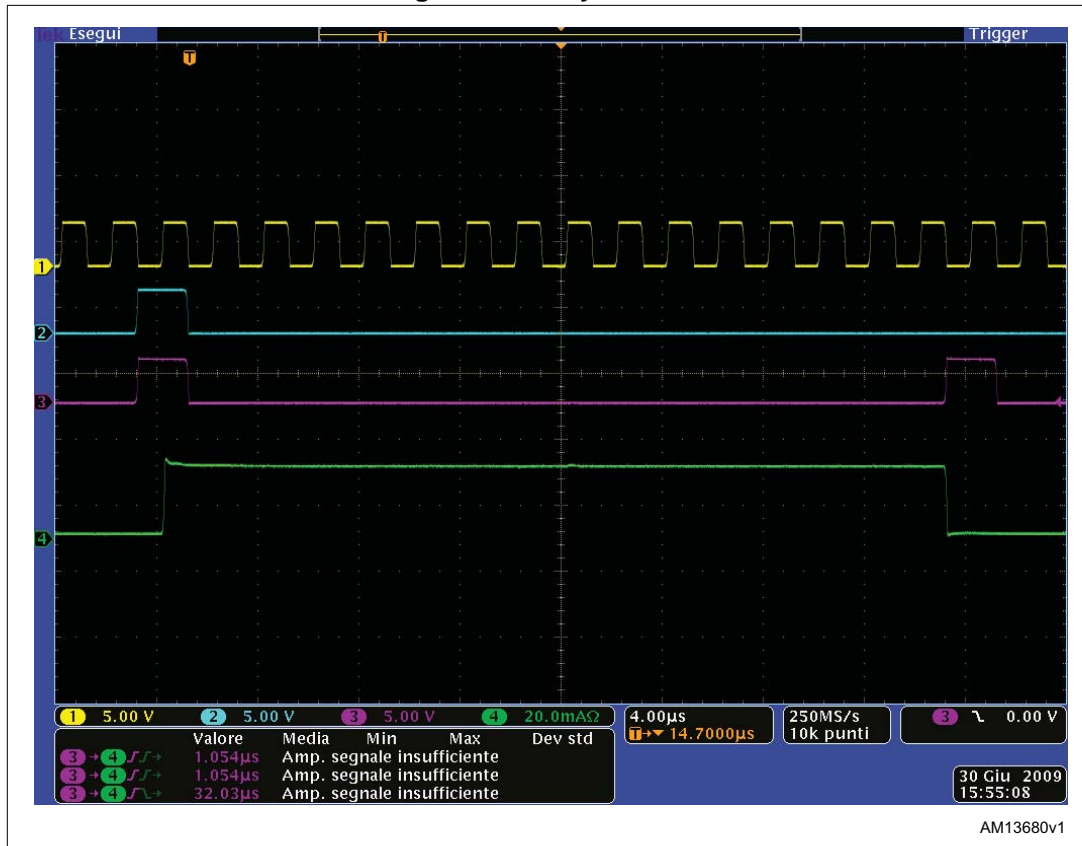 Tek Esegui
Trigger
T
T
1
2
3
4
1 5.00 V 2 5.00 V 3 5.00 V 4 20.0mAΩ
4.00µs
T→▼ 14.7000µs
250MS/s
10k punti
3 0.00 V
Valore Media Min Max Dev std
3 → 4 1.054µs Amp. segnale insufficiente
3 → 4 1.054µs Amp. segnale insufficiente
3 → 4 32.03µs Amp. segnale insufficiente
30 Giu 2009
15:55:08
AM13680v1